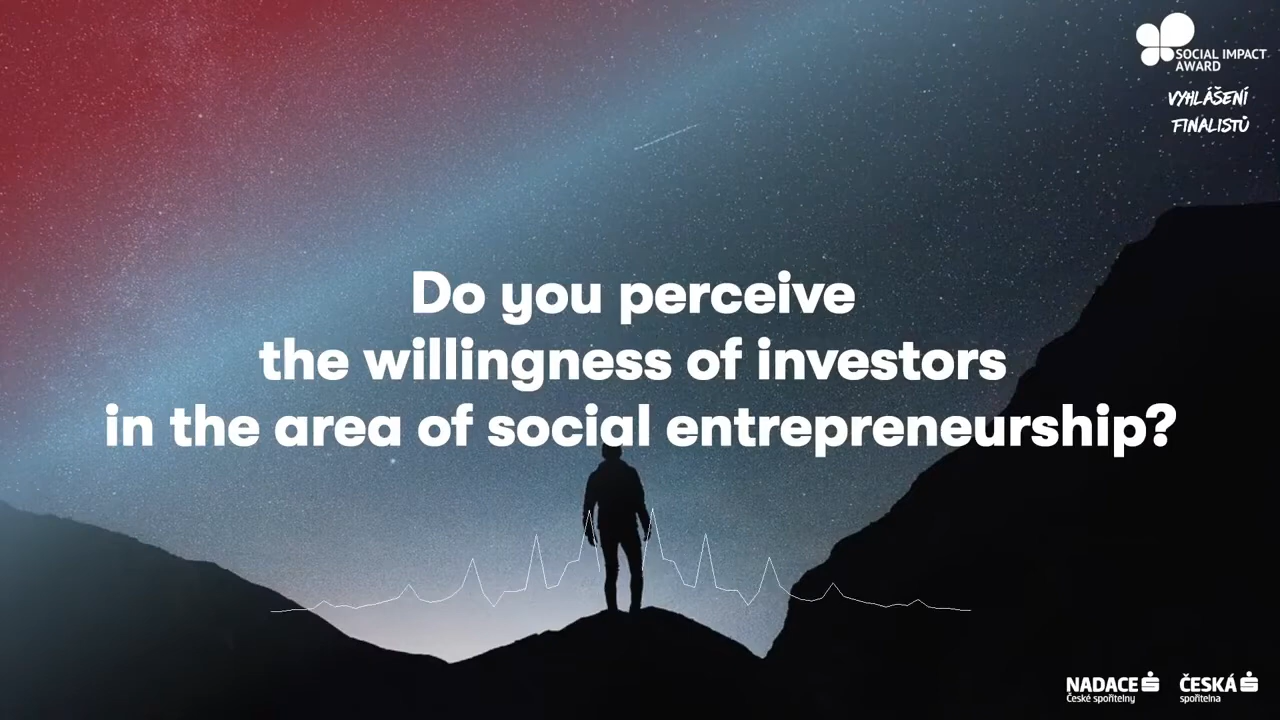 SOCIAL IMPACT
AWARD
VYHLÁŠENÍ
FINALISTŮ
Do you perceive
the willingness of investors
in the area of social entrepreneurship?
NADACE
České spořitelny
ČESKÁ
spořitelna